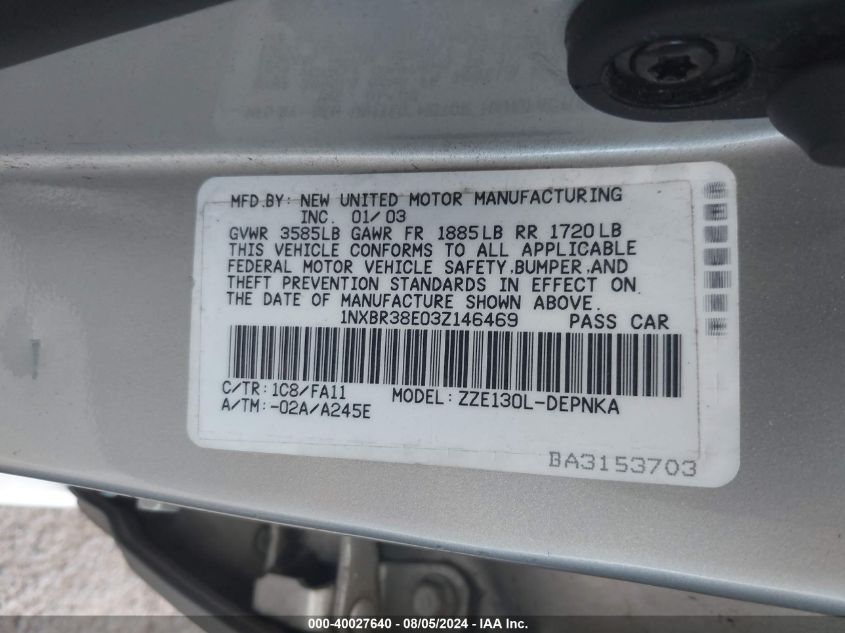 MFD.BY: NEW UNITED MOTOR MANUFACTURING
INC. 01/03
GVWR 3585LB GAWR FR 1885LB RR 1720LB
THIS VEHICLE CONFORMS TO ALL APPLICABLE
FEDERAL MOTOR VEHICLE SAFETY,BUMPER,AND
THEFT PREVENTION STANDARDS IN EFFECT ON
THE DATE OF MANUFACTURE SHOWN ABOVE.
1NXBR38E03Z146469 PASS CAR
C/TR: 1C8/FA11 MODEL: ZZE130L-DEPNKA
A/TM: -02A/A245E
BA3153703
000-40027640 - 08/05/2024 - IAA Inc.